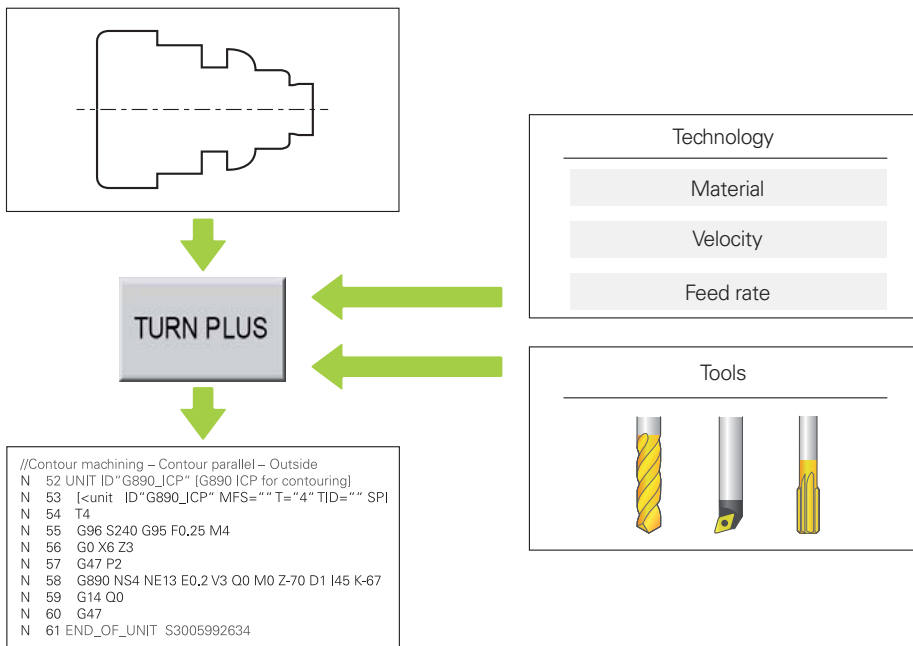 Technology
Material
Velocity
Feed rate
TURN PLUS
Tools
//Contour machining – Contour parallel – Outside
N 52 UNIT ID"G890_ICP" [G890 ICP for contouring]
N 53 [<unit ID"G890_ICP" MFS="" T="4" TID="" SPI
N 54 T4
N 55 G96 S240 G95 F0.25 M4
N 56 G0 X6 Z3
N 57 G47 P2
N 58 G890 NS4 NE13 E0.2 V3 Q0 M0 Z-70 D1 I45 K-67
N 59 G14 Q0
N 60 G47
N 61 END_OF_UNIT S3005992634